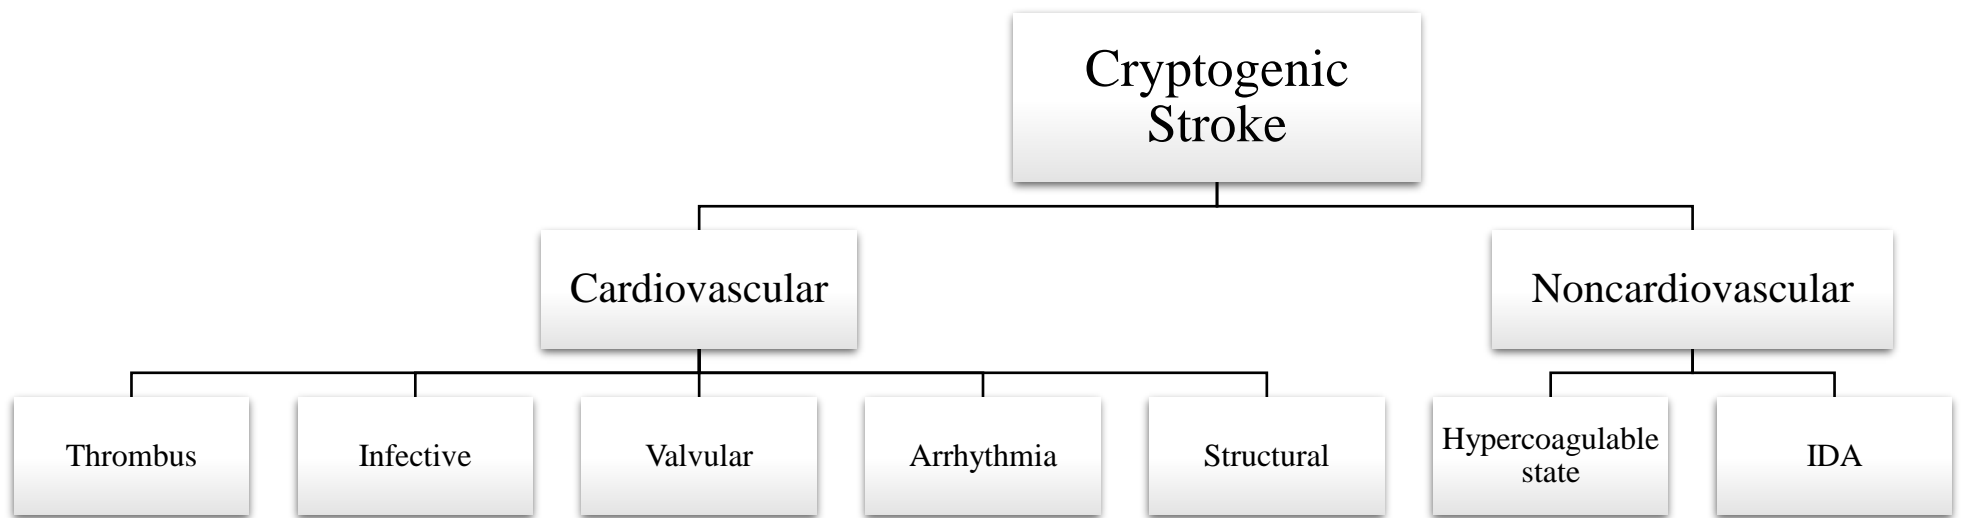 Cryptogenic
Stroke
Cardiovascular
Noncardiovascular
Thrombus
Infective
Valvular
Arrhythmia
Structural
Hypercoagulable
state
IDA